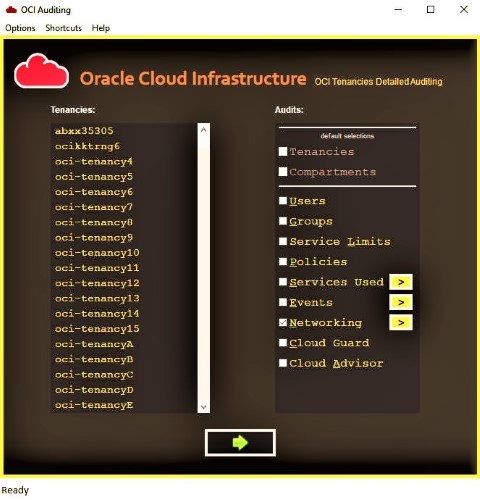 OCI Auditing
Options Shortcuts Help
Oracle Cloud Infrastructure OCI Tenancies Detailed Auditing
Tenancies:
abxx35305
ocikktrng6
oci-tenancy4
oci-tenancy5
oci-tenancy6
oci-tenancy7
oci-tenancy8
oci-tenancy9
oci-tenancy10
oci-tenancy11
oci-tenancy12
oci-tenancy13
oci-tenancy14
oci-tenancy15
oci-tenancyA
oci-tenancyB
oci-tenancyC
oci-tenancyD
oci-tenancyE
Audits:
default selections
Tenancies
Compartments
Users
Groups
Service Limits
Policies
Services Used >
Events >
Networking >
Cloud Guard
Cloud Advisor
Ready